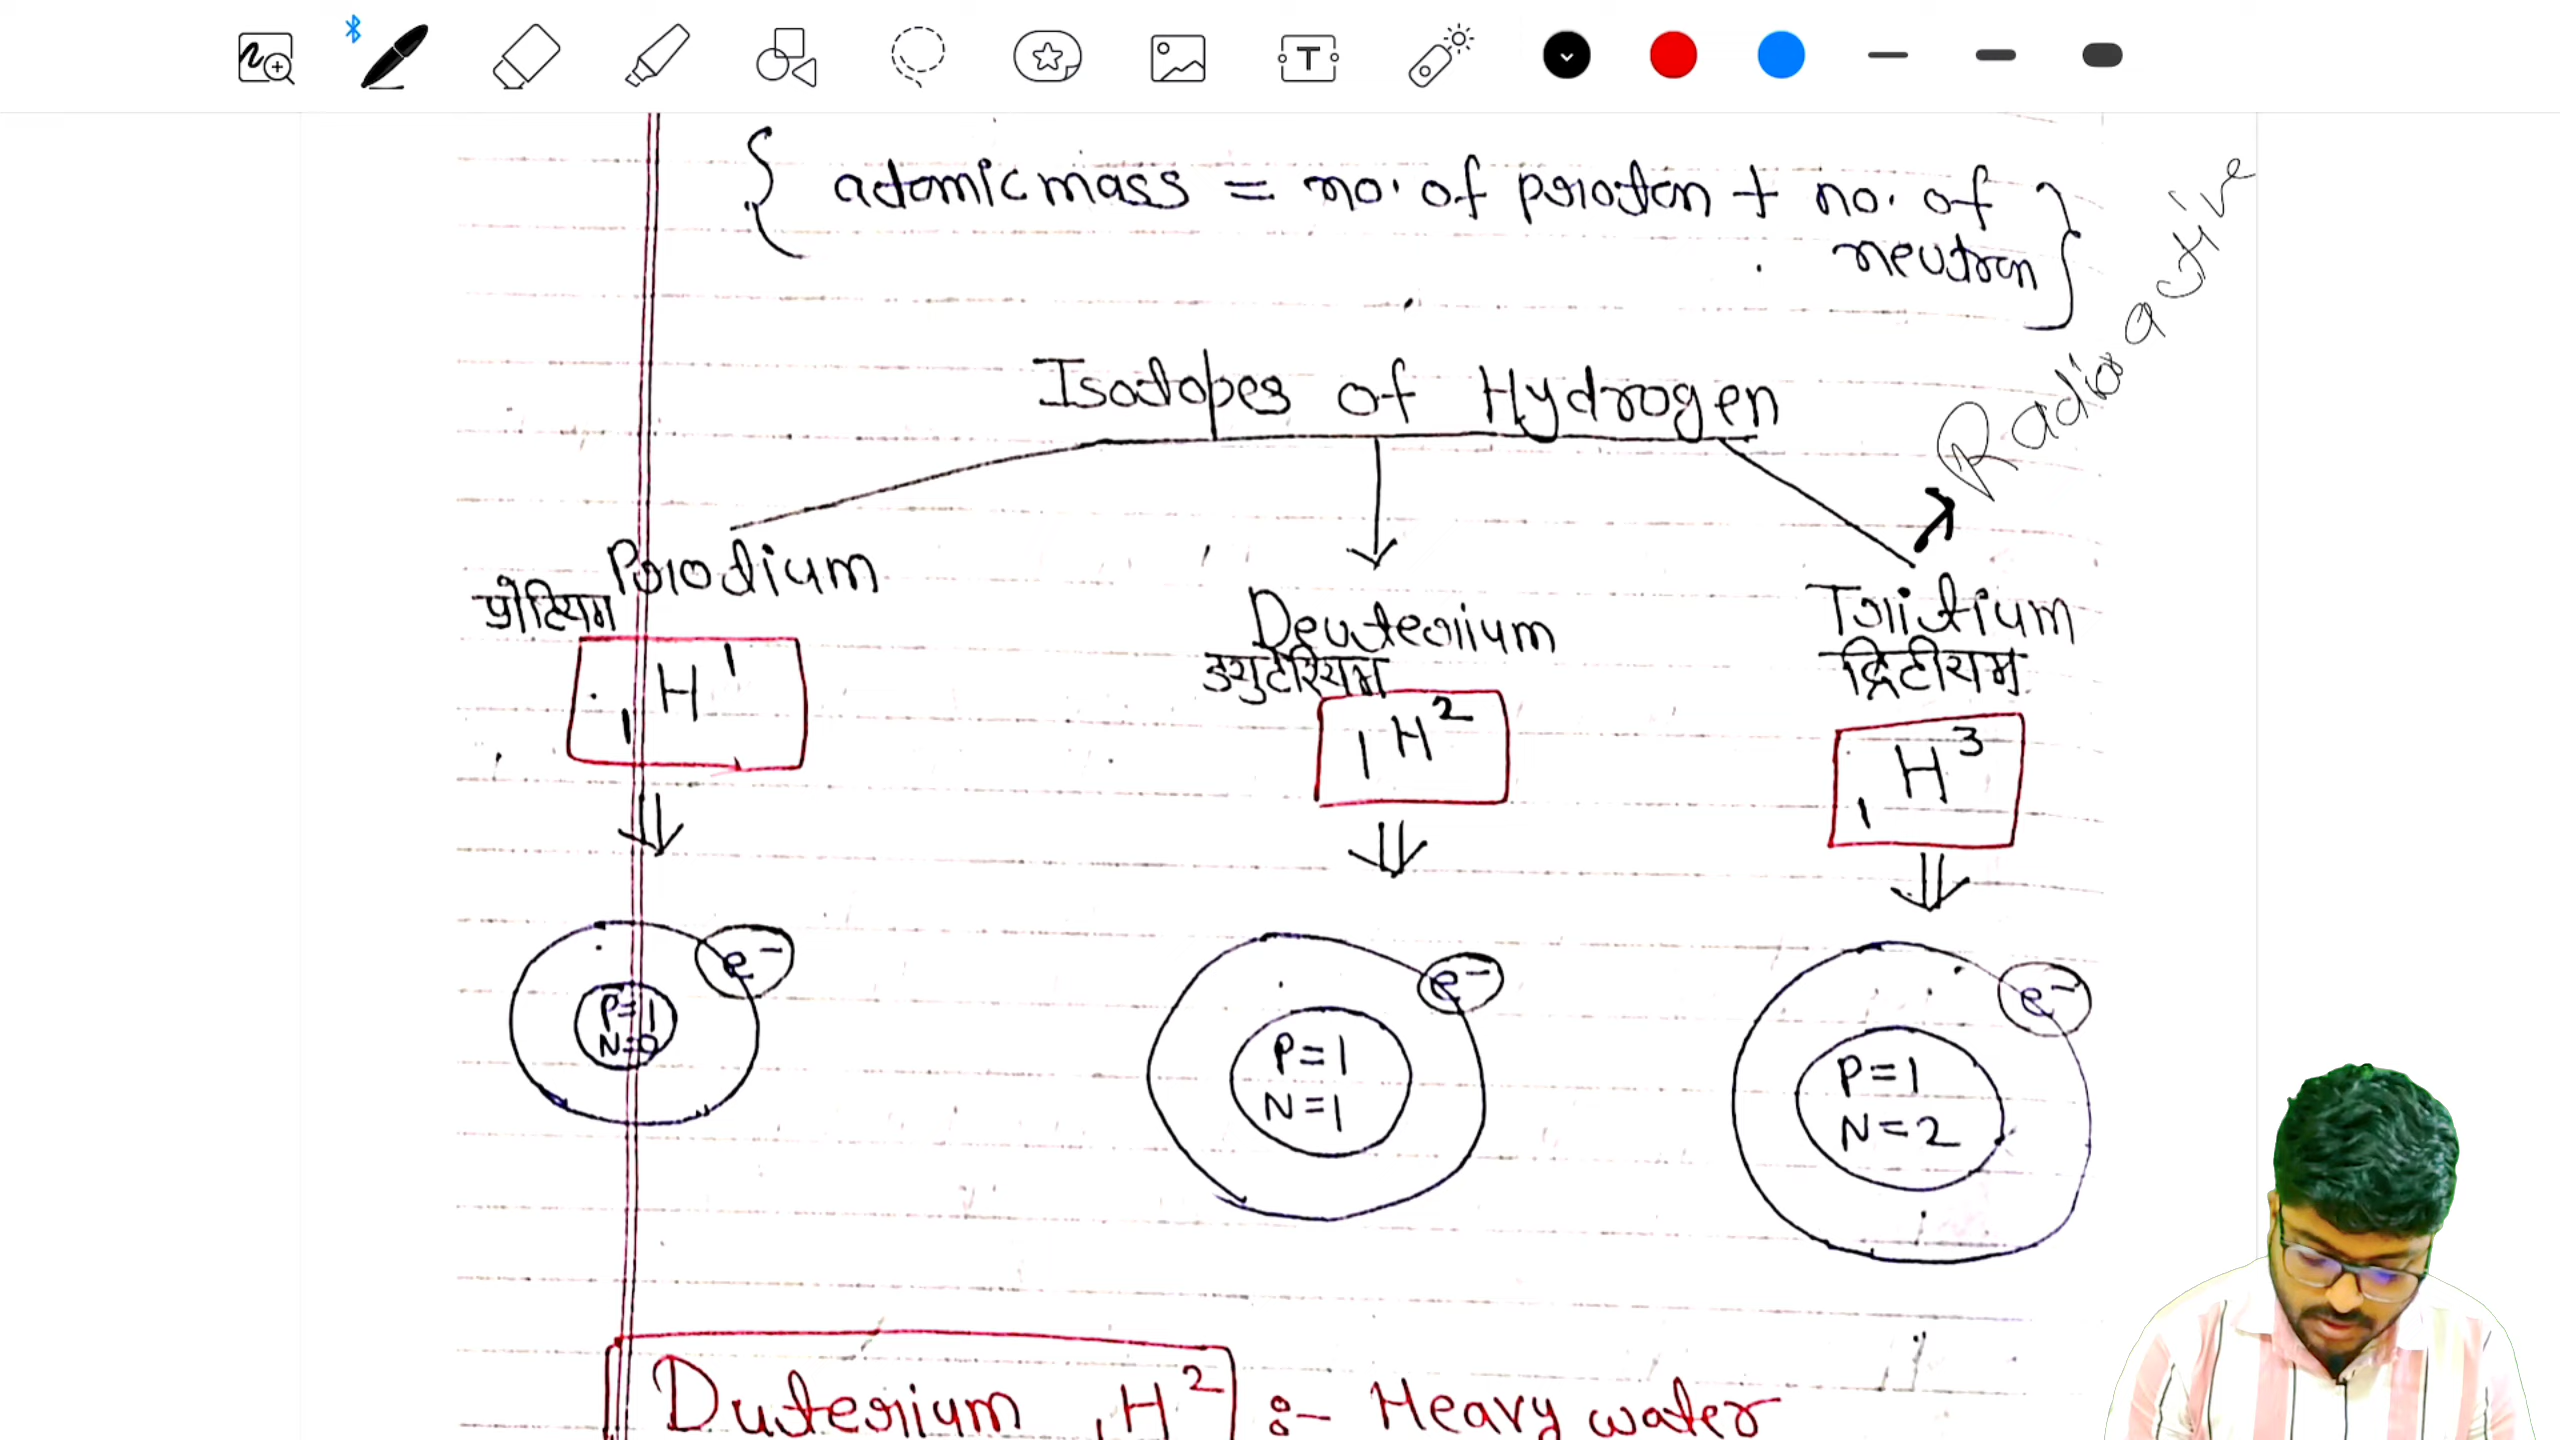 { atomic mass = no. of proton + no. of
neutron }
Radioactive
Isotopes of Hydrogen
Protium
प्रोटियम
Deuterium
ड्युटेरियम
Tritium
ट्रिटीयम
1H1
1H2
1H3
e-
P=1
N=0
e-
P=1
N=1
e-
P=1
N=2
Duterium 1H2 :- Heavy water